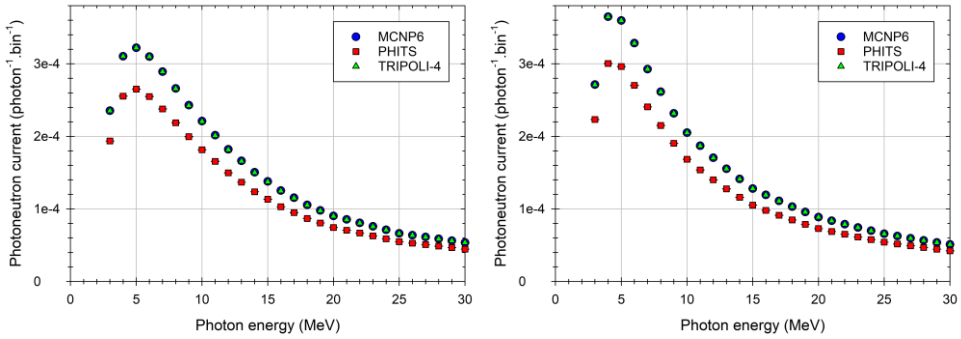 Photoneutron current (photon⁻¹.bin⁻¹)
3e-4
2e-4
1e-4
0
0 5 10 15 20 25 30
Photon energy (MeV)
MCNP6
PHITS
TRIPOLI-4
Photoneutron current (photon⁻¹.bin⁻¹)
3e-4
2e-4
1e-4
0
0 5 10 15 20 25 30
Photon energy (MeV)
MCNP6
PHITS
TRIPOLI-4